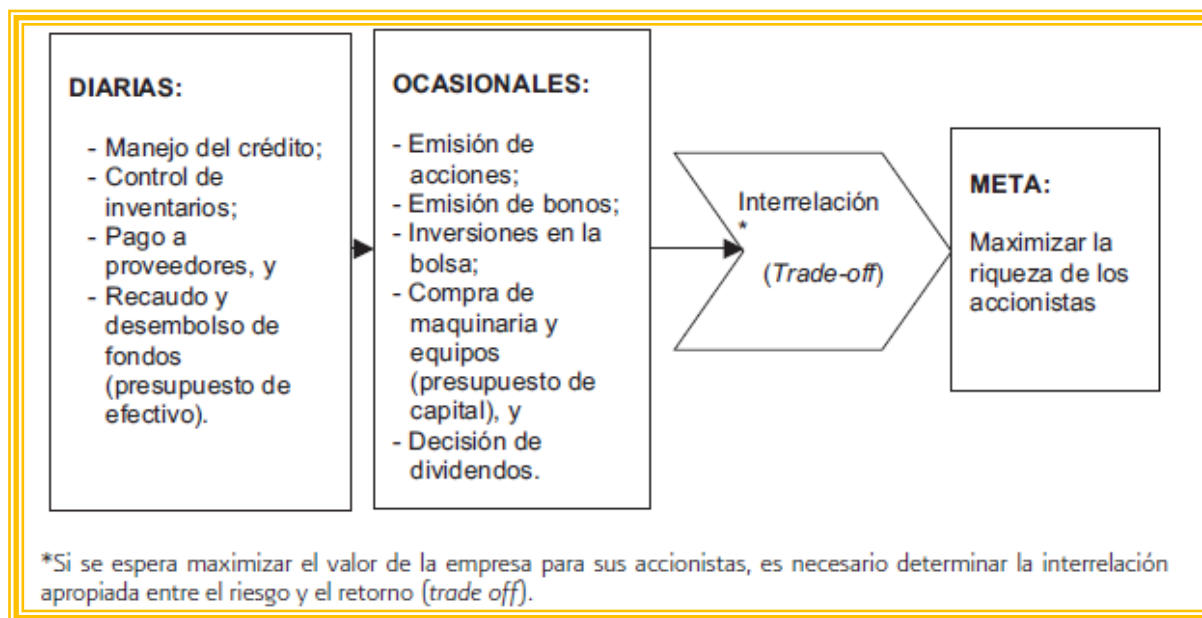 DIARIAS:
- Manejo del crédito;
- Control de
inventarios;
- Pago a
proveedores, y
- Recaudo y
desembolso de
fondos
(presupuesto de
efectivo).
OCASIONALES:
- Emisión de
acciones;
- Emisión de bonos;
- Inversiones en la
bolsa;
- Compra de
maquinaria y
equipos
(presupuesto de
capital), y
- Decisión de
dividendos.
Interrelación
*
(Trade-off)
META:
Maximizar la
riqueza de los
accionistas
*Si se espera maximizar el valor de la empresa para sus accionistas, es necesario determinar la interrelación
apropiada entre el riesgo y el retorno (trade off).